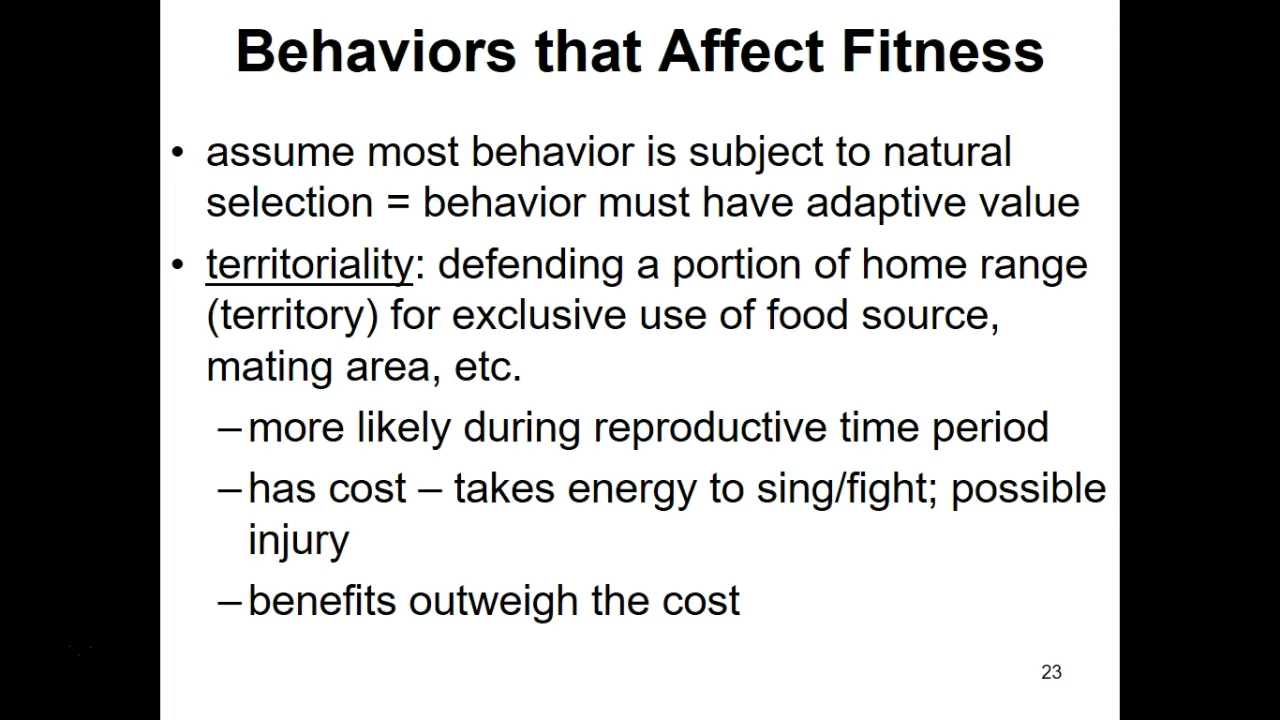 Behaviors that Affect Fitness
• assume most behavior is subject to natural
selection = behavior must have adaptive value
• territoriality: defending a portion of home range
(territory) for exclusive use of food source,
mating area, etc.
–more likely during reproductive time period
–has cost – takes energy to sing/fight; possible
injury
–benefits outweigh the cost
23